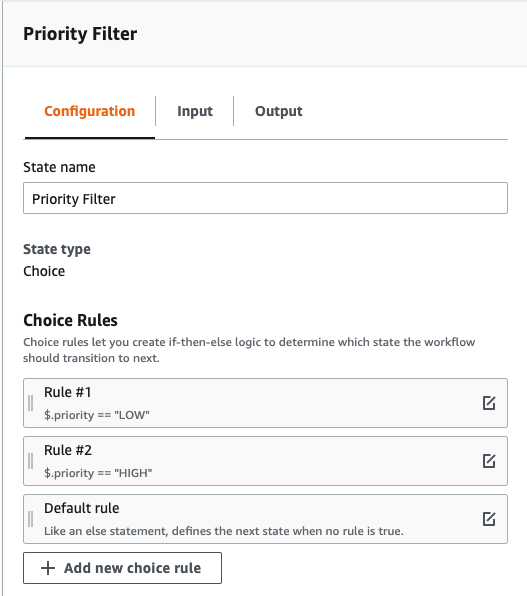 Priority Filter
Configuration
Input
Output
State name
Priority Filter
State type
Choice
Choice Rules
Choice rules let you create if-then-else logic to determine which state the workflow
should transition to next.
Rule #1
$.priority == "LOW"
Rule #2
$.priority == "HIGH"
Default rule
Like an else statement, defines the next state when no rule is true.
+ Add new choice rule